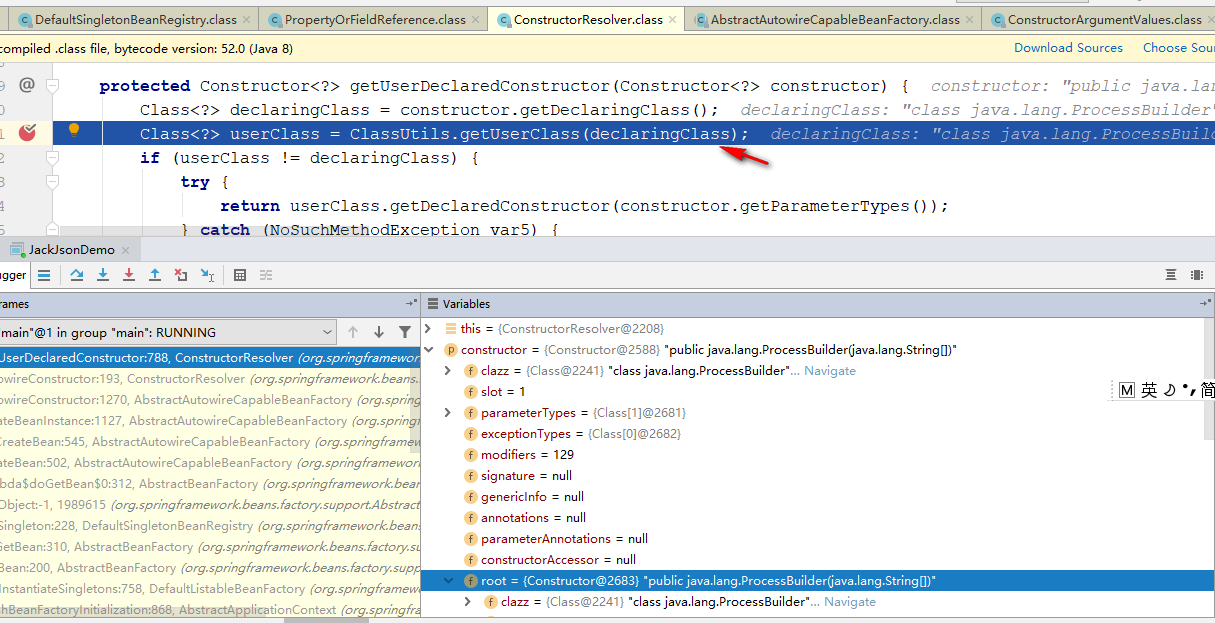 DefaultSingletonBeanRegistry.class PropertyOrFieldReference.class ConstructorResolver.class AbstractAutowireCapableBeanFactory.class ConstructorArgumentValues.class
compiled .class file, bytecode version: 52.0 (Java 8) Download Sources Choose Sour
@ protected Constructor<?> getUserDeclaredConstructor(Constructor<?> constructor) { constructor: "public java.lan
Class<?> declaringClass = constructor.getDeclaringClass(); declaringClass: "class java.lang.ProcessBuilder"
Class<?> userClass = ClassUtils.getUserClass(declaringClass); declaringClass: "class java.lang.ProcessBuild
if (userClass != declaringClass) {
try {
return userClass.getDeclaredConstructor(constructor.getParameterTypes());
} catch (NoSuchMethodException var5) {
JackJsonDemo
gger
rames
"main"@1 in group "main": RUNNING
UserDeclaredConstructor:788, ConstructorResolver (org.springframewor
owireConstructor:193, ConstructorResolver (org.springframework.beans.
owireConstructor:1270, AbstractAutowireCapableBeanFactory (org.spring
ateBeanInstance:1127, AbstractAutowireCapableBeanFactory (org.spring
CreateBean:545, AbstractAutowireCapableBeanFactory (org.springframew
ateBean:502, AbstractAutowireCapableBeanFactory (org.springframework
bda$doGetBean$0:312, AbstractBeanFactory (org.springframework.beans
Object:-1, 1989615 (org.springframework.beans.factory.support.Abstract
Singleton:228, DefaultSingletonBeanRegistry (org.springframework.bean
GetBean:310, AbstractBeanFactory (org.springframework.beans.factory.su
Bean:200, AbstractBeanFactory (org.springframework.beans.factory.suppo
InstantiateSingletons:758, DefaultListableBeanFactory (org.springframew
shBeanFactoryInitialization:868, AbstractApplicationContext (org.springfra
Variables
this = {ConstructorResolver@2208}
p constructor = {Constructor@2588} "public java.lang.ProcessBuilder(java.lang.String[])"
f clazz = {Class@2241} "class java.lang.ProcessBuilder"... Navigate
f slot = 1
f parameterTypes = {Class[1]@2681}
f exceptionTypes = {Class[0]@2682}
f modifiers = 129
f signature = null
f genericInfo = null
f annotations = null
f parameterAnnotations = null
f constructorAccessor = null
f root = {Constructor@2683} "public java.lang.ProcessBuilder(java.lang.String[])"
f clazz = {Class@2241} "class java.lang.ProcessBuilder"... Navigate
M 英 简